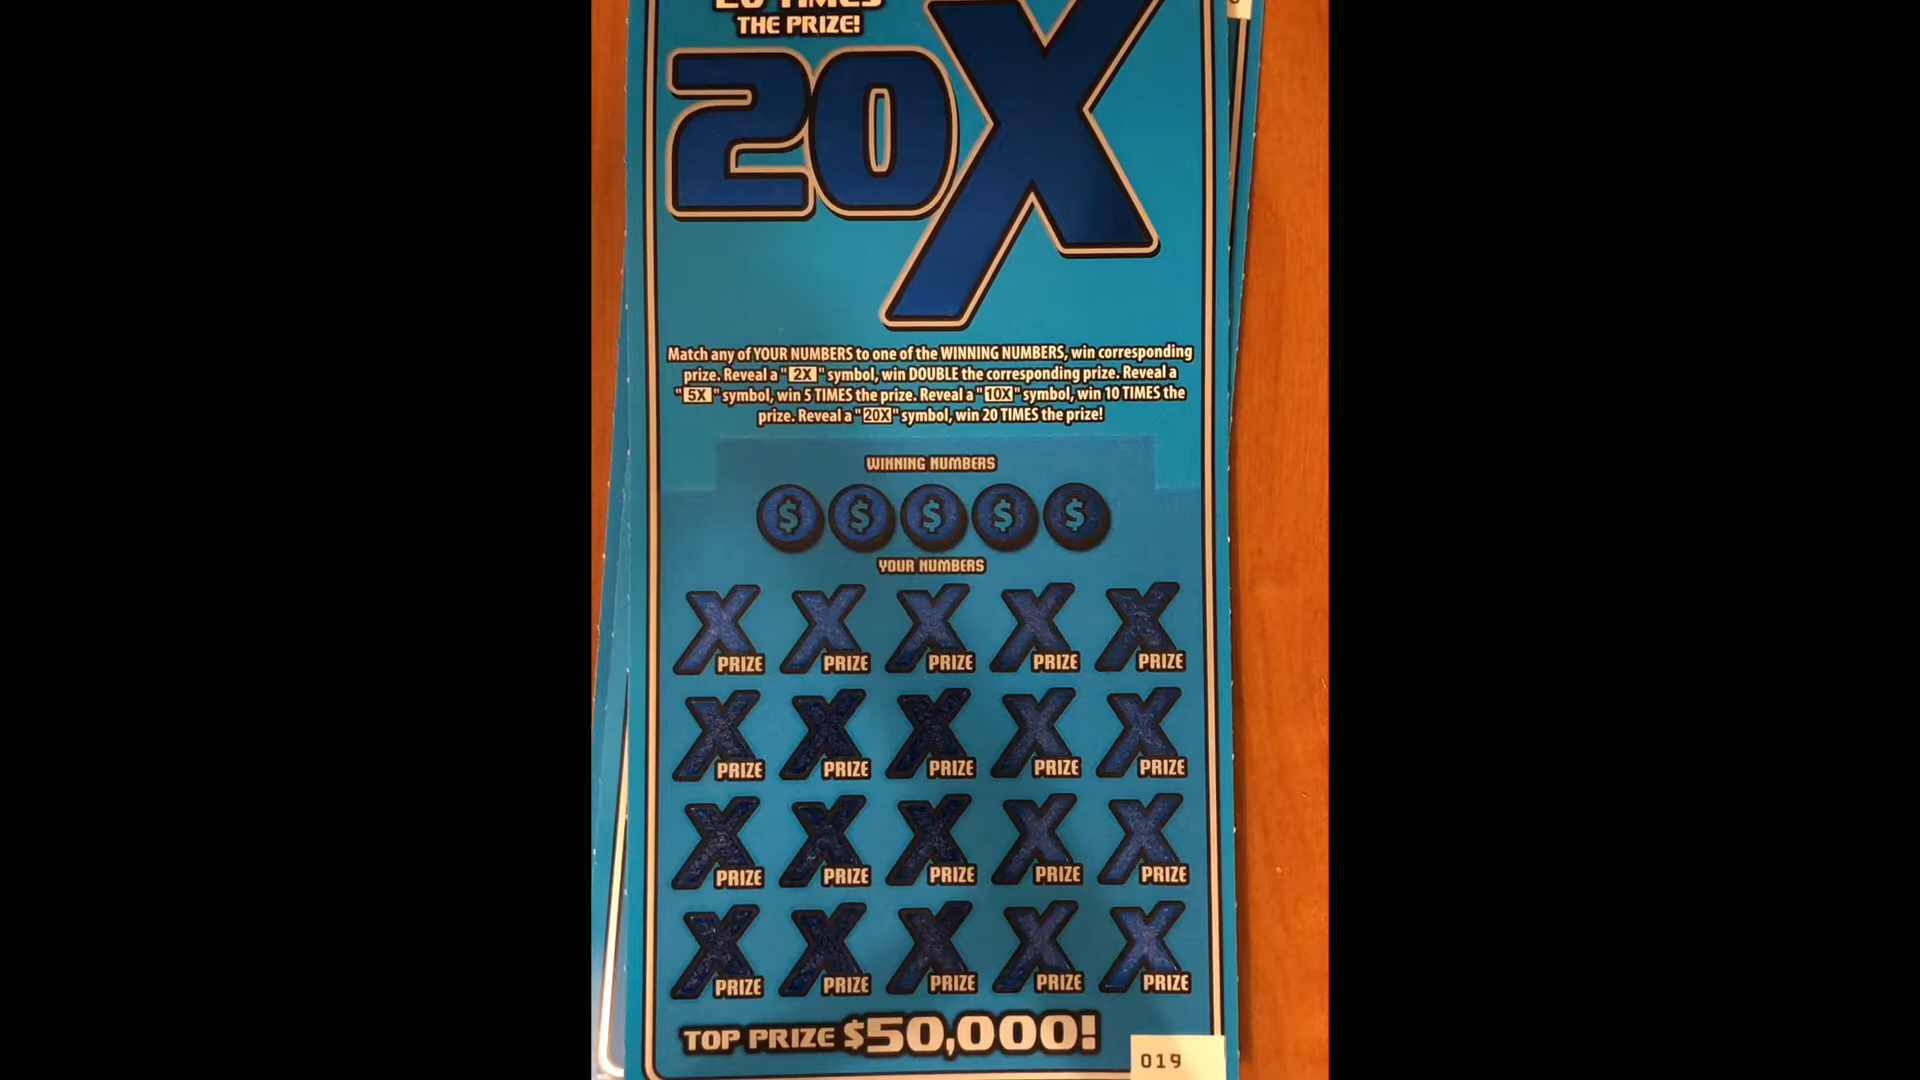 20 TIMES
THE PRIZE!
20X
Match any of YOUR NUMBERS to one of the WINNING NUMBERS, win corresponding
prize. Reveal a "2X" symbol, win DOUBLE the corresponding prize. Reveal a
"5X" symbol, win 5 TIMES the prize. Reveal a "10X" symbol, win 10 TIMES the
prize. Reveal a "20X" symbol, win 20 TIMES the prize!
WINNING NUMBERS
$ $ $ $ $
YOUR NUMBERS
X X X X X
PRIZE PRIZE PRIZE PRIZE PRIZE
X X X X X
PRIZE PRIZE PRIZE PRIZE PRIZE
X X X X X
PRIZE PRIZE PRIZE PRIZE PRIZE
X X X X X
PRIZE PRIZE PRIZE PRIZE PRIZE
TOP PRIZE $50,000!
019